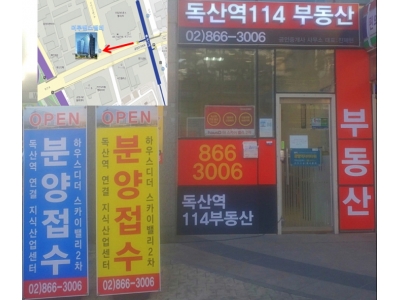 독산역114 부동산
02)866-3006
866
3006
독산역
114부동산
부동산
OPEN
분양접수
하우스디더 스카이밸리2차
독산역 연결 지식산업센터
02)866-3006
OPEN
분양접수
하우스디더 스카이밸리2차
독산역 연결 지식산업센터
02)866-3006